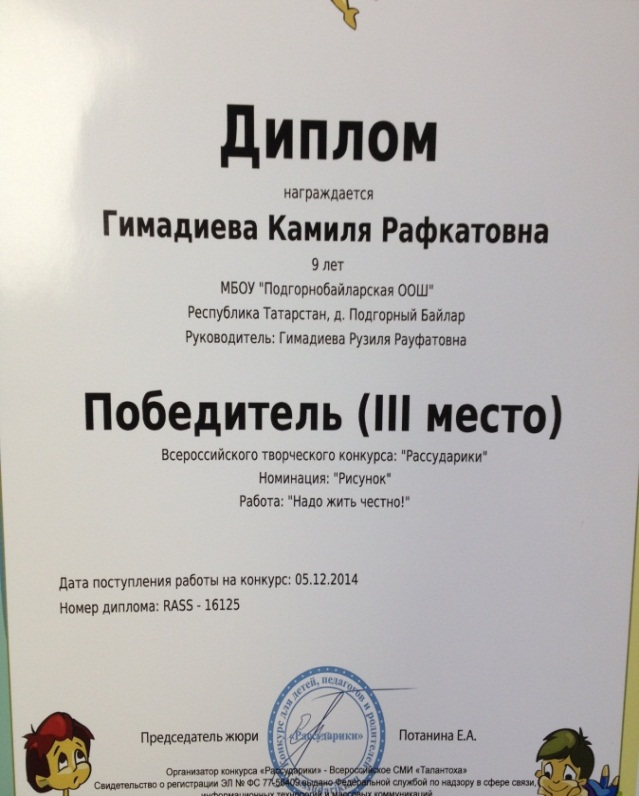 Диплом
награждается
Гимадиева Камиля Рафкатовна
9 лет
МБОУ "Подгорнобайларская ООШ"
Республика Татарстан, д. Подгорный Байлар
Руководитель: Гимадиева Рузиля Рауфатовна
Победитель (III место)
Всероссийского творческого конкурса: "Рассударики"
Номинация: "Рисунок"
Работа: "Надо жить честно!"
Дата поступления работы на конкурс: 05.12.2014
Номер диплома: RASS - 16125
Конкурс для детей, педагогов и родителей
«Рассударики»
Председатель жюри Потанина Е.А.
Организатор конкурса «Рассударики» - Всероссийское СМИ «Талантоха»
Свидетельство о регистрации ЭЛ № ФС 77-55409 выдано Федеральной службой по надзору в сфере связи,
информационных технологий и массовых коммуникаций